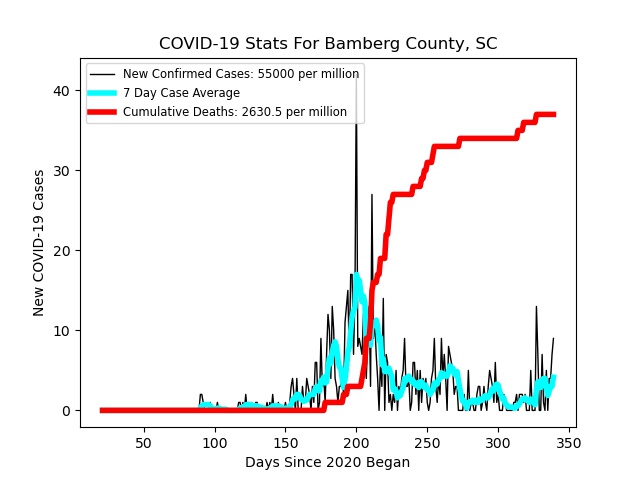 COVID-19 Stats For Bamberg County, SC
New Confirmed Cases: 55000 per million
7 Day Case Average
Cumulative Deaths: 2630.5 per million
New COVID-19 Cases
40
30
20
10
0
50
100
150
200
250
300
350
Days Since 2020 Began